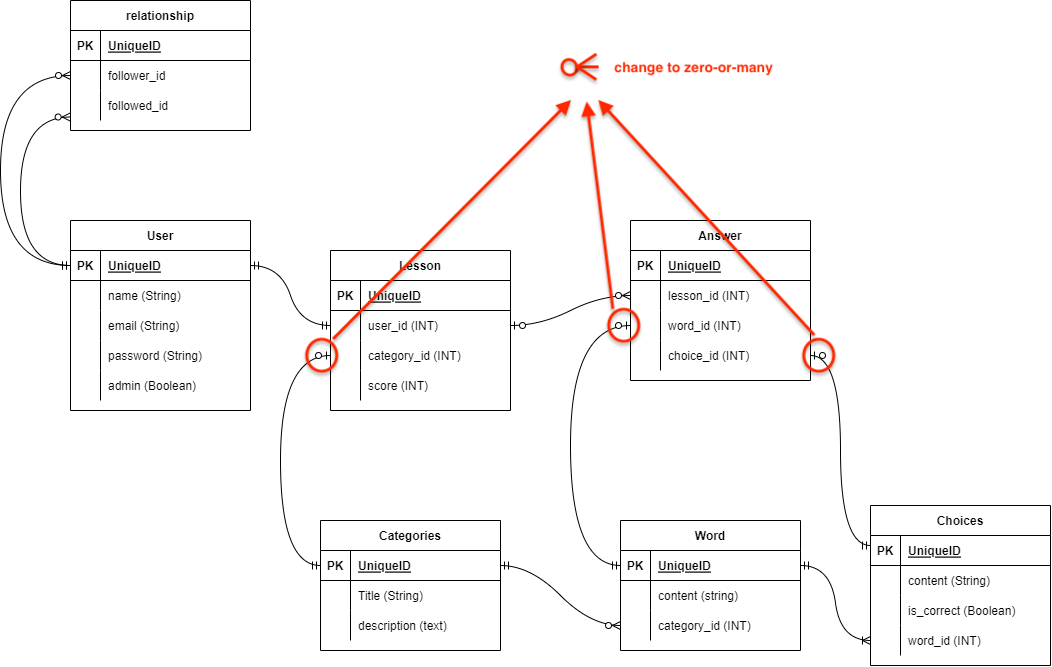 relationship
PK UniqueID
follower_id
followed_id
change to zero-or-many
User
PK UniqueID
name (String)
email (String)
password (String)
admin (Boolean)
Lesson
PK UniqueID
user_id (INT)
category_id (INT)
score (INT)
Answer
PK UniqueID
lesson_id (INT)
word_id (INT)
choice_id (INT)
Categories
PK UniqueID
Title (String)
description (text)
Word
PK UniqueID
content (string)
category_id (INT)
Choices
PK UniqueID
content (String)
is_correct (Boolean)
word_id (INT)